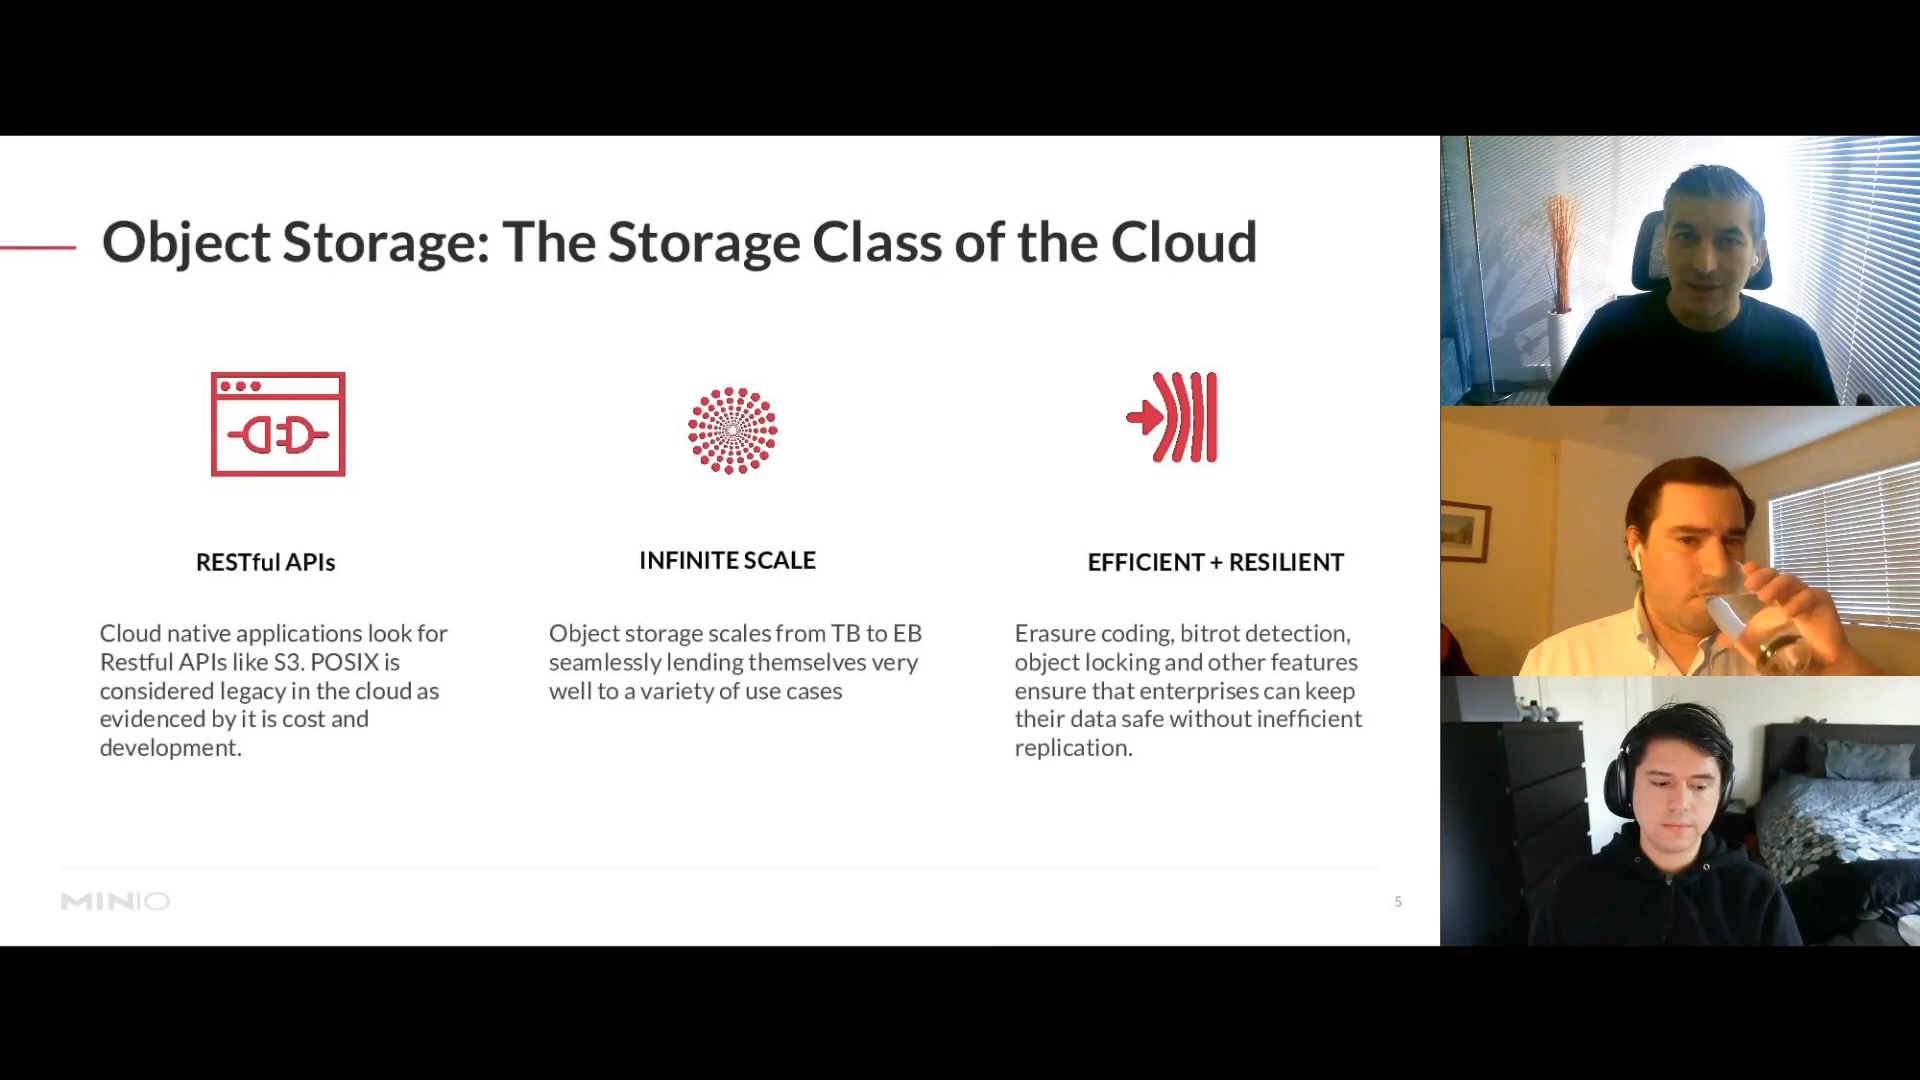 Object Storage: The Storage Class of the Cloud
RESTful APIs
Cloud native applications look for
Restful APIs like S3. POSIX is
considered legacy in the cloud as
evidenced by it is cost and
development.
INFINITE SCALE
Object storage scales from TB to EB
seamlessly lending themselves very
well to a variety of use cases
EFFICIENT + RESILIENT
Erasure coding, bitrot detection,
object locking and other features
ensure that enterprises can keep
their data safe without inefficient
replication.
MINIO
5